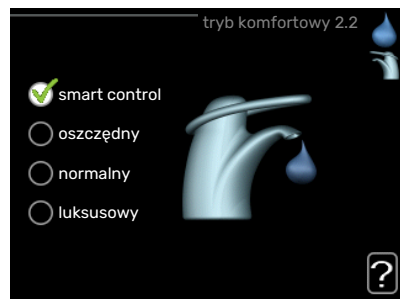 tryb komfortowy 2.2
smart control
oszczędny
normalny
luksusowy
?